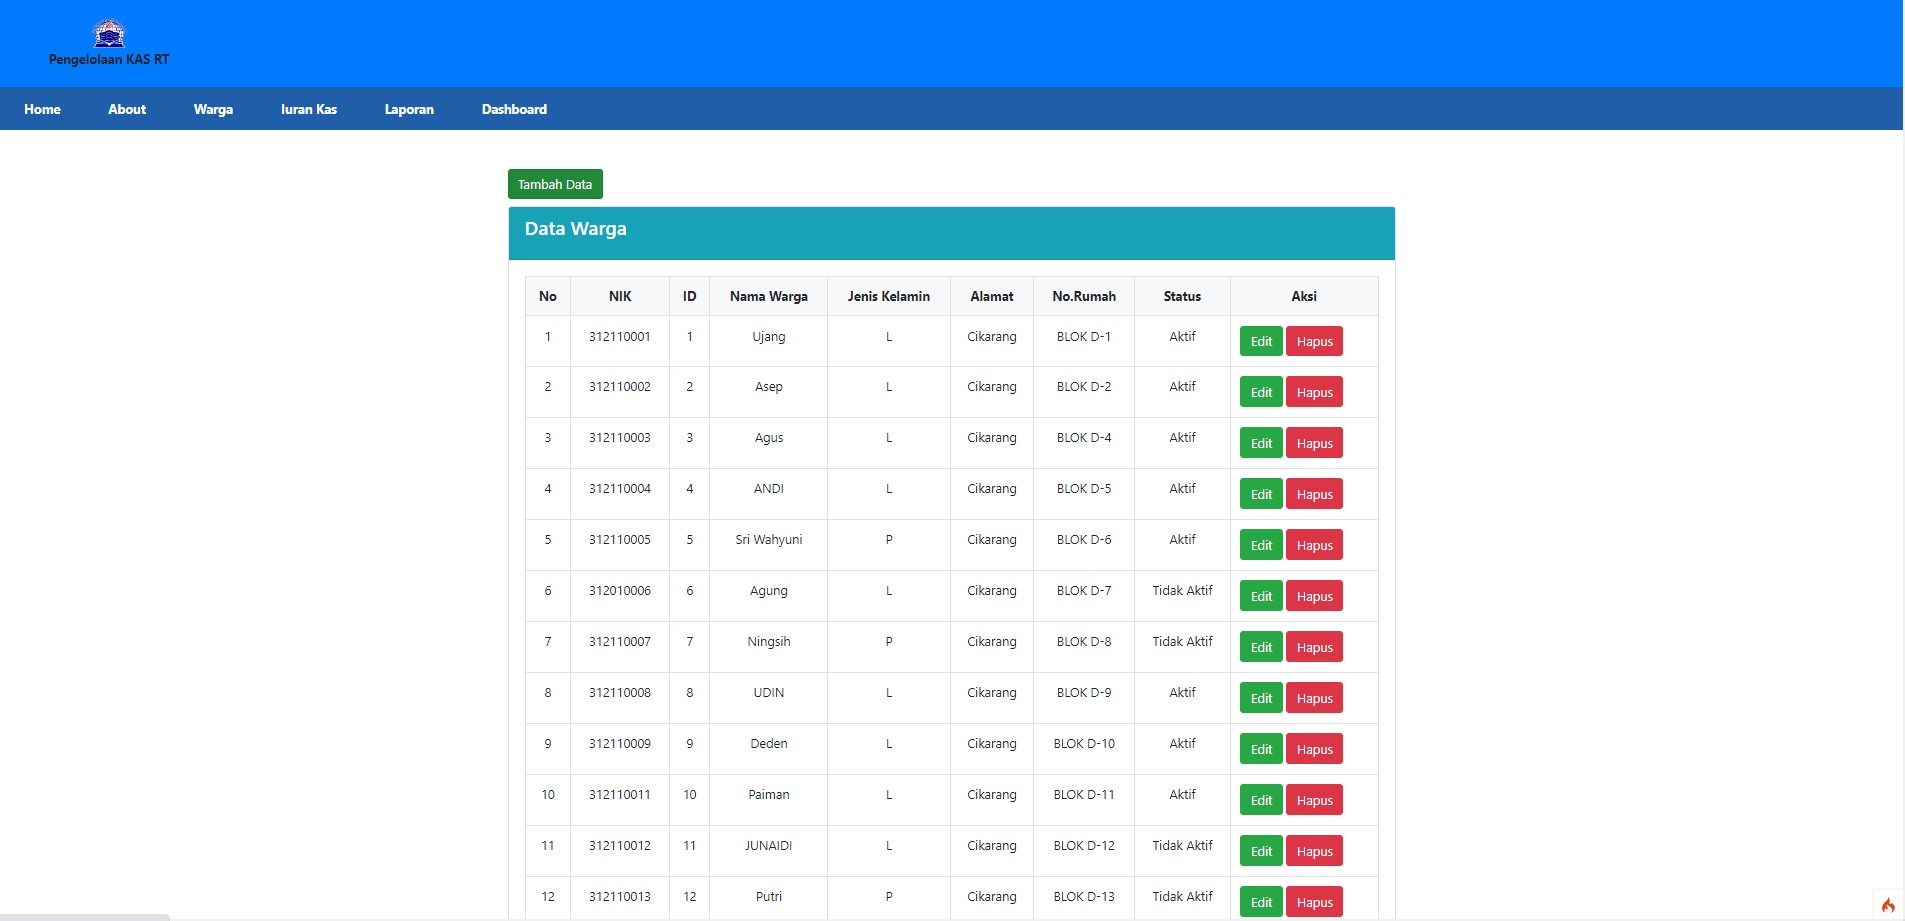 Pengelolaan KAS RT
Home About Warga Iuran Kas Laporan Dashboard
Tambah Data
Data Warga
No NIK ID Nama Warga Jenis Kelamin Alamat No.Rumah Status Aksi
1 312110001 1 Ujang L Cikarang BLOK D-1 Aktif Edit Hapus
2 312110002 2 Asep L Cikarang BLOK D-2 Aktif Edit Hapus
3 312110003 3 Agus L Cikarang BLOK D-4 Aktif Edit Hapus
4 312110004 4 ANDI L Cikarang BLOK D-5 Aktif Edit Hapus
5 312110005 5 Sri Wahyuni P Cikarang BLOK D-6 Aktif Edit Hapus
6 312010006 6 Agung L Cikarang BLOK D-7 Tidak Aktif Edit Hapus
7 312110007 7 Ningsih P Cikarang BLOK D-8 Tidak Aktif Edit Hapus
8 312110008 8 UDIN L Cikarang BLOK D-9 Aktif Edit Hapus
9 312110009 9 Deden L Cikarang BLOK D-10 Aktif Edit Hapus
10 312110011 10 Paiman L Cikarang BLOK D-11 Aktif Edit Hapus
11 312110012 11 JUNAIDI L Cikarang BLOK D-12 Tidak Aktif Edit Hapus
12 312110013 12 Putri P Cikarang BLOK D-13 Tidak Aktif Edit Hapus